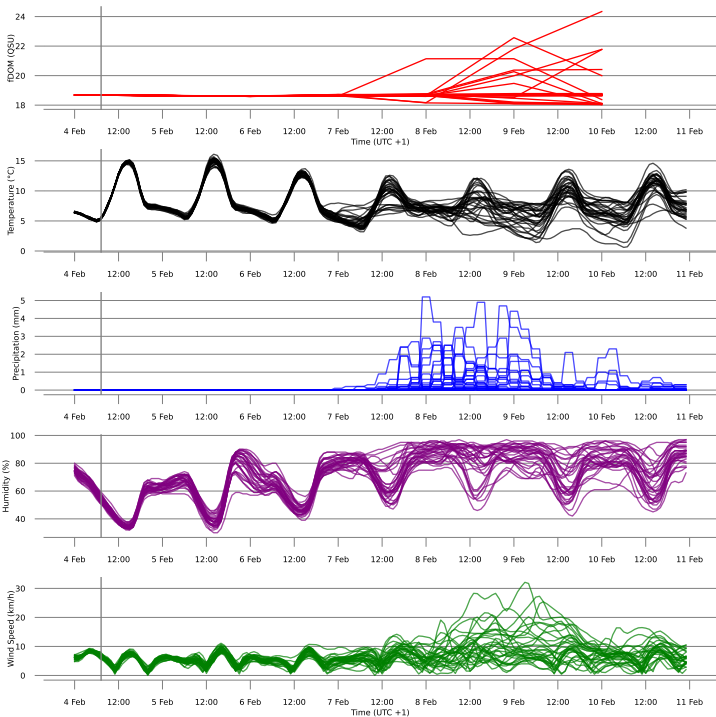 fDOM (QSU)
24
22
20
18
4 Feb 12:00 5 Feb 12:00 6 Feb 12:00 7 Feb 12:00 8 Feb 12:00 9 Feb 12:00 10 Feb 12:00 11 Feb
Time (UTC +1)
Temperature (°C)
15
10
5
0
4 Feb 12:00 5 Feb 12:00 6 Feb 12:00 7 Feb 12:00 8 Feb 12:00 9 Feb 12:00 10 Feb 12:00 11 Feb
Precipitation (mm)
5
4
3
2
1
0
4 Feb 12:00 5 Feb 12:00 6 Feb 12:00 7 Feb 12:00 8 Feb 12:00 9 Feb 12:00 10 Feb 12:00 11 Feb
Humidity (%)
100
80
60
40
4 Feb 12:00 5 Feb 12:00 6 Feb 12:00 7 Feb 12:00 8 Feb 12:00 9 Feb 12:00 10 Feb 12:00 11 Feb
Wind Speed (km/h)
30
20
10
0
4 Feb 12:00 5 Feb 12:00 6 Feb 12:00 7 Feb 12:00 8 Feb 12:00 9 Feb 12:00 10 Feb 12:00 11 Feb
Time (UTC +1)